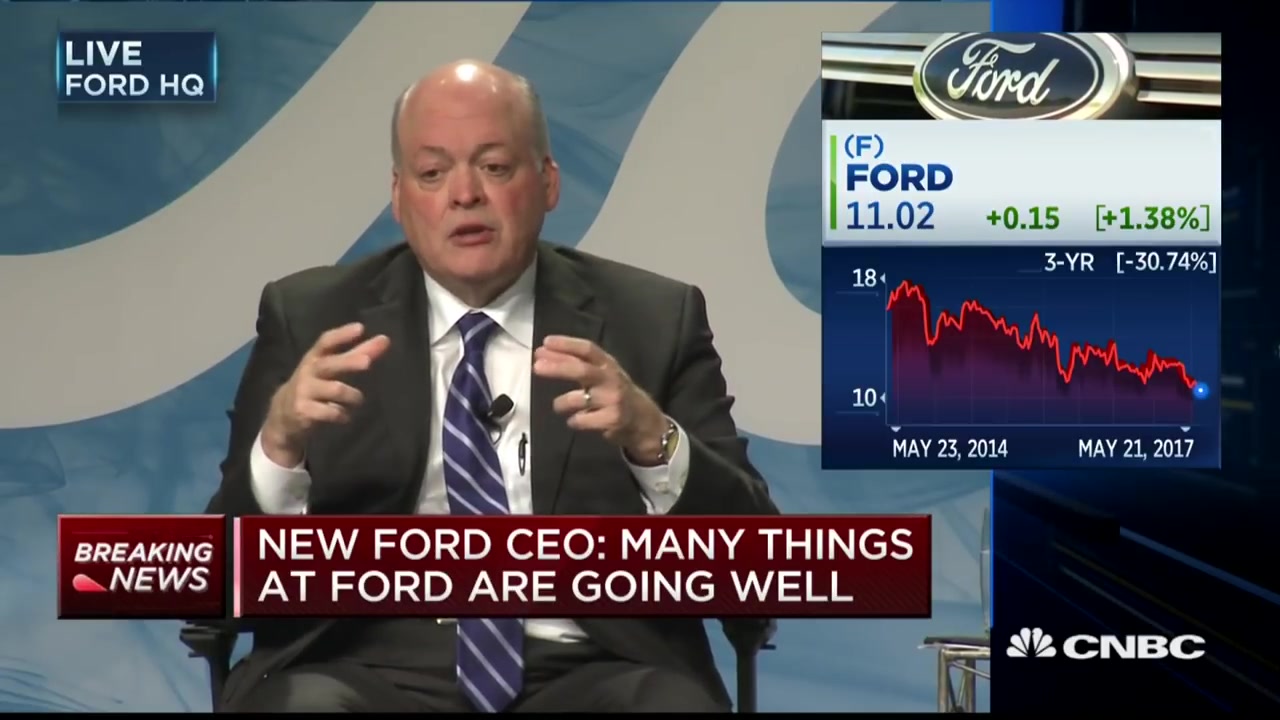 LIVE
FORD HQ
Ford
(F)
FORD
11.02 +0.15 [+1.38%]
3-YR [-30.74%]
18
10
MAY 23, 2014 MAY 21, 2017
BREAKING
NEWS
NEW FORD CEO: MANY THINGS
AT FORD ARE GOING WELL
CNBC